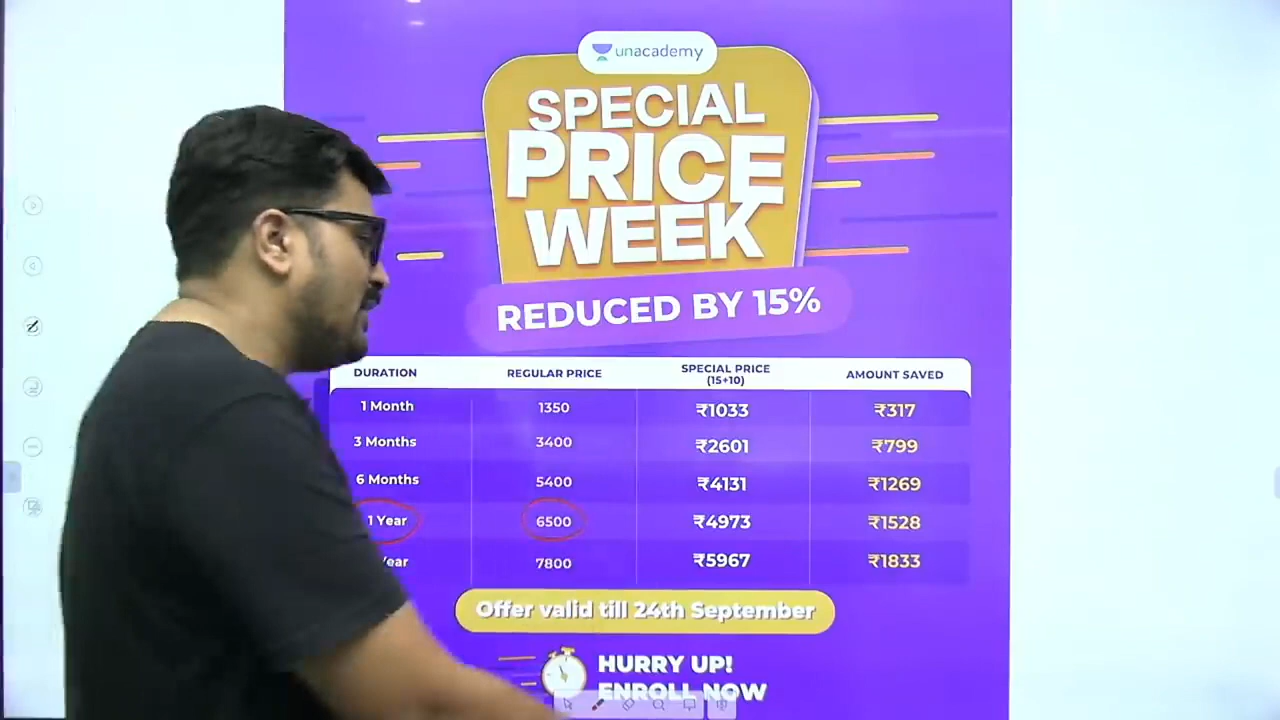 unacademy
SPECIAL
PRICE
WEEK
REDUCED BY 15%
DURATION REGULAR PRICE SPECIAL PRICE (15+10) AMOUNT SAVED
1 Month 1350 ₹1033 ₹317
3 Months 3400 ₹2601 ₹799
6 Months 5400 ₹4131 ₹1269
1 Year 6500 ₹4973 ₹1528
7800 ₹5967 ₹1833
Offer valid till 24th September
HURRY UP!
ENROLL NOW